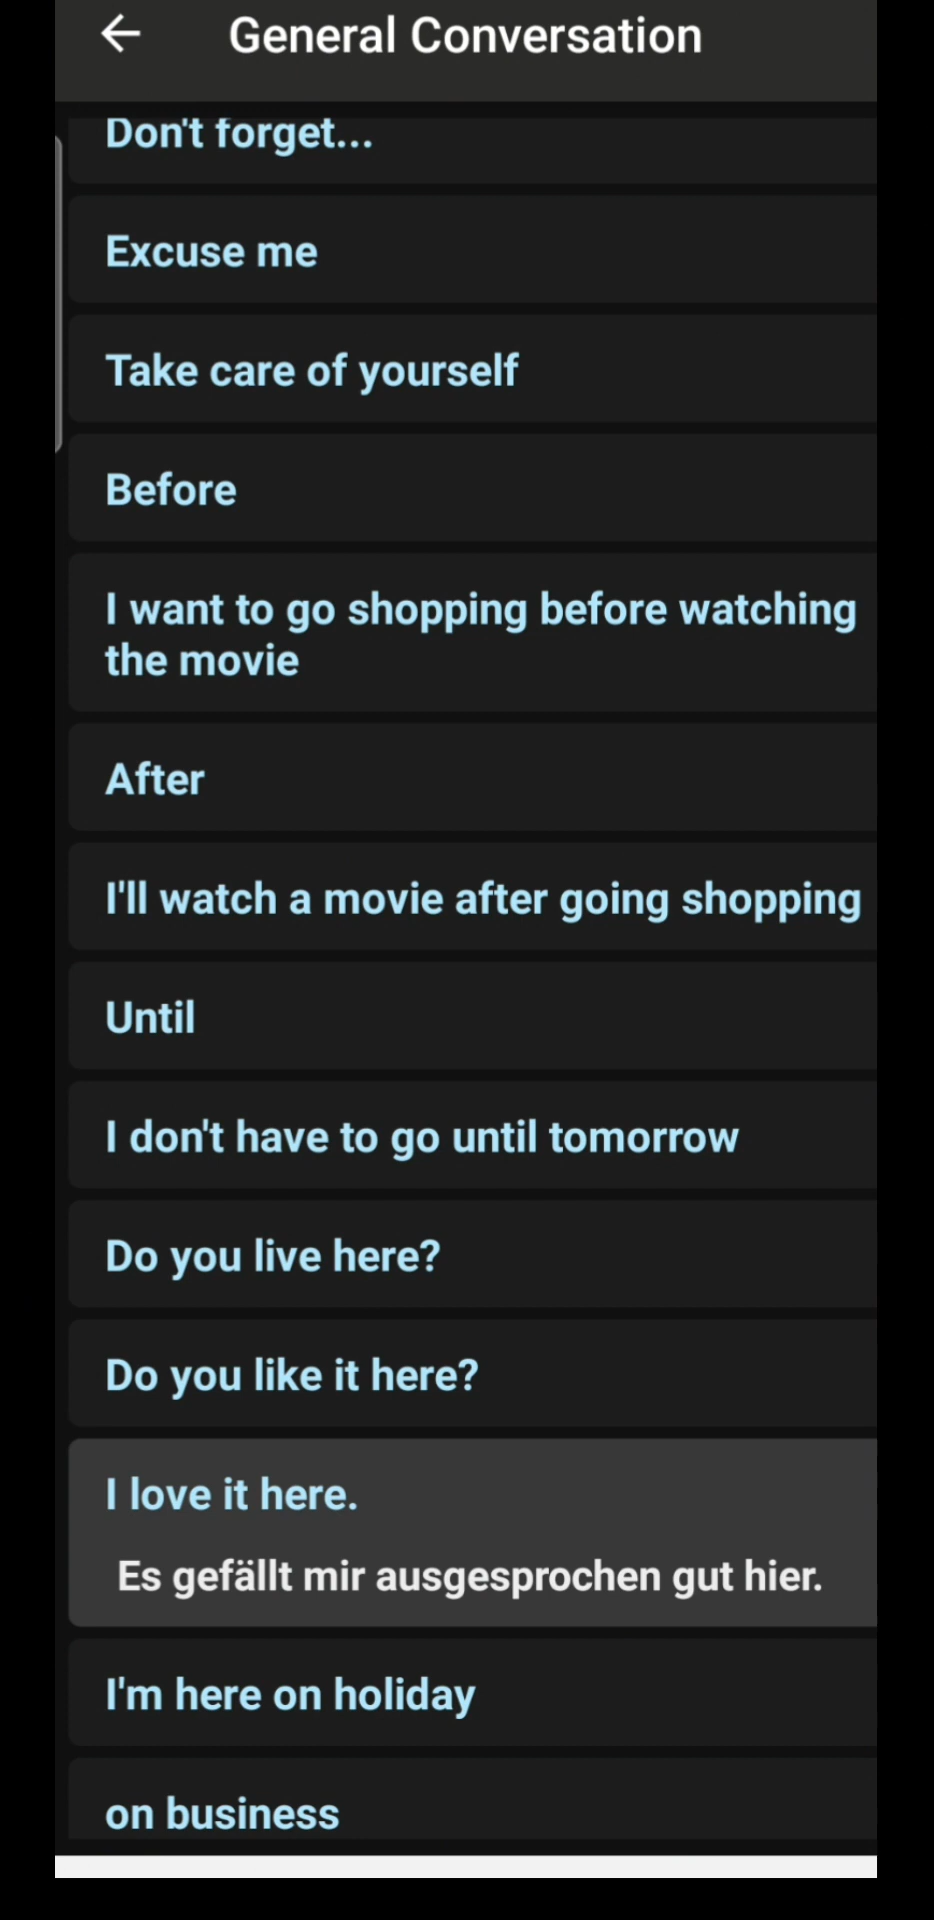 General Conversation
Don't forget...
Excuse me
Take care of yourself
Before
I want to go shopping before watching
the movie
After
I'll watch a movie after going shopping
Until
I don't have to go until tomorrow
Do you live here?
Do you like it here?
I love it here.
Es gefällt mir ausgesprochen gut hier.
I'm here on holiday
on business